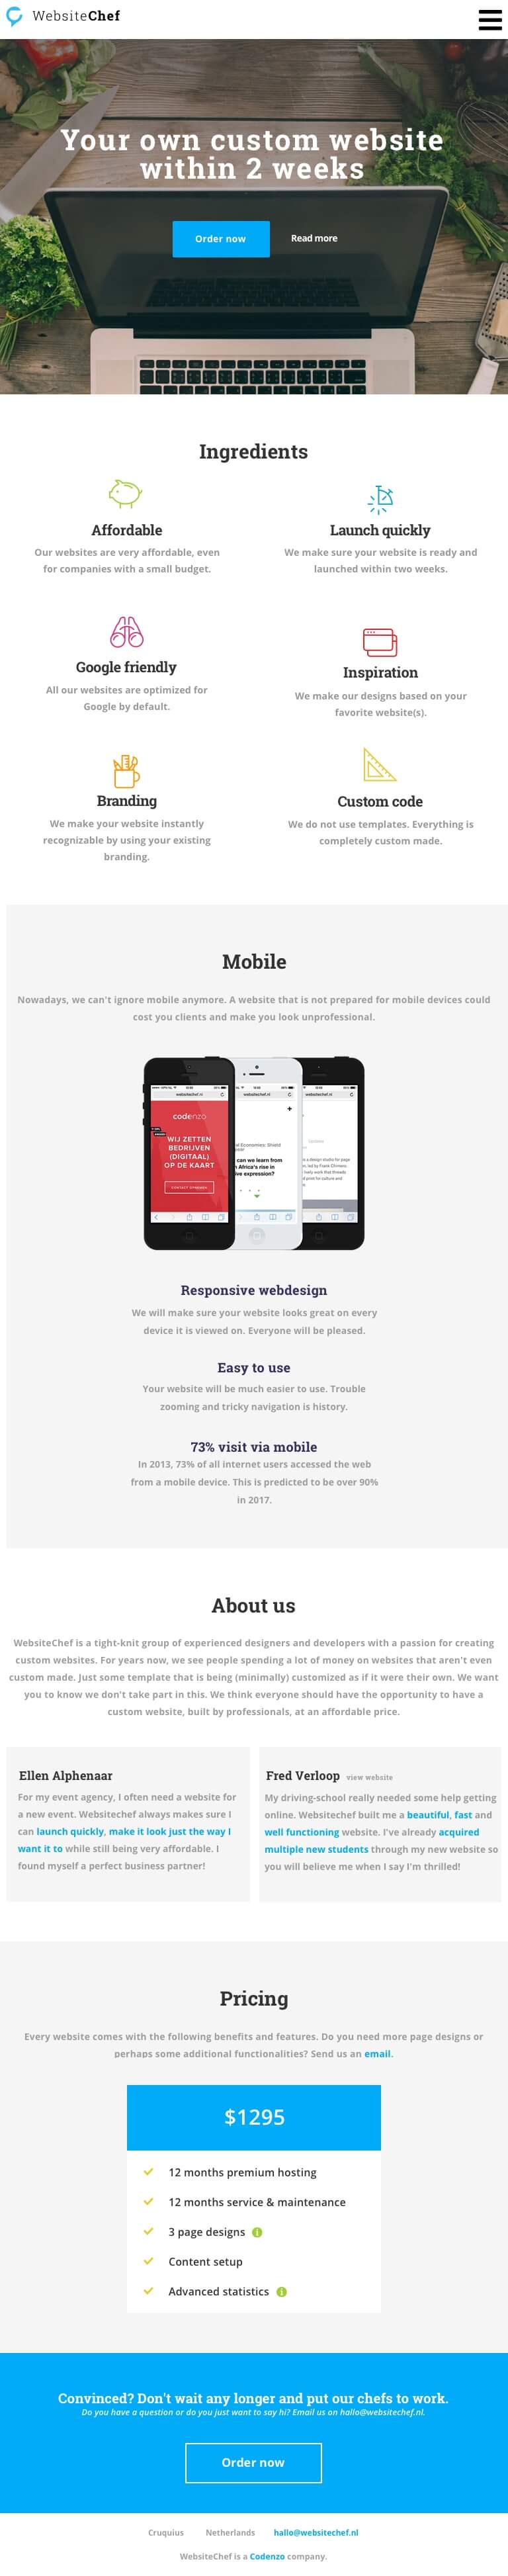 WebsiteChef
Your own custom website
within 2 weeks
Order now
Read more
Ingredients
Affordable
Our websites are very affordable, even
for companies with a small budget.
Launch quickly
We make sure your website is ready and
launched within two weeks.
Google friendly
All our websites are optimized for
Google by default.
Inspiration
We make our designs based on your
favorite website(s).
Branding
We make your website instantly
recognizable by using your existing
branding.
Custom code
We do not use templates. Everything is
completely custom made.
Mobile
Nowadays, we can't ignore mobile anymore. A website that is not prepared for mobile devices could
cost you clients and make you look unprofessional.
websitechef.nl
websitechef.nl
websitechef.nl
codenzo
WIJ ZETTEN
BEDRIJVEN
(DIGITAAL)
OP DE KAART
al Economies: Shield
can we learn from
Africa's rise in
ive expression?
Responsive webdesign
We will make sure your website looks great on every
device it is viewed on. Everyone will be pleased.
Easy to use
Your website will be much easier to use. Trouble
zooming and tricky navigation is history.
73% visit via mobile
In 2013, 73% of all internet users accessed the web
from a mobile device. This is predicted to be over 90%
in 2017.
About us
WebsiteChef is a tight-knit group of experienced designers and developers with a passion for creating
custom websites. For years now, we see people spending a lot of money on websites that aren't even
custom made. Just some template that is being (minimally) customized as if it were their own. We want
you to know we don't take part in this. We think everyone should have the opportunity to have a
custom website, built by professionals, at an affordable price.
Ellen Alphenaar
For my event agency, I often need a website for
a new event. Websitechef always makes sure I
can launch quickly, make it look just the way I
want it to while still being very affordable. I
found myself a perfect business partner!
Fred Verloop view website
My driving-school really needed some help getting
online. Websitechef built me a beautiful, fast and
well functioning website. I've already acquired
multiple new students through my new website so
you will believe me when I say I'm thrilled!
Pricing
Every website comes with the following benefits and features. Do you need more page designs or
perhaps some additional functionalities? Send us an email.
$1295
12 months premium hosting
12 months service & maintenance
3 page designs
Content setup
Advanced statistics
Convinced? Don't wait any longer and put our chefs to work.
Do you have a question or do you just want to say hi? Email us on hallo@websitechef.nl.
Order now
Cruquius Netherlands hallo@websitechef.nl
WebsiteChef is a Codenzo company.